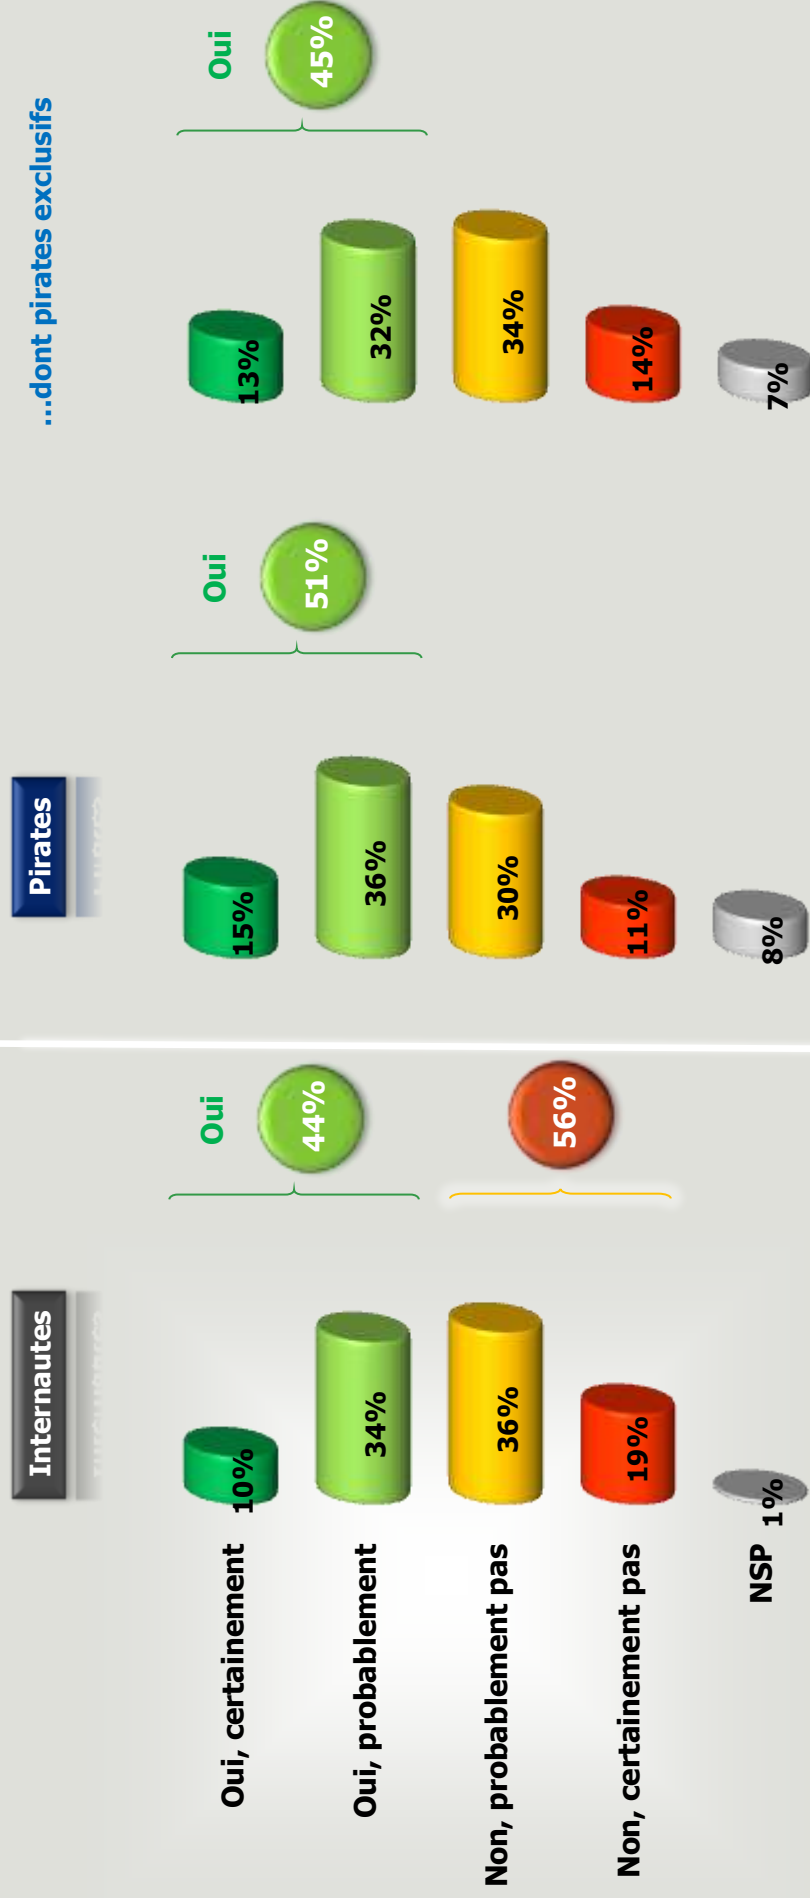 Internautes
Pirates
...dont pirates exclusifs
Oui
Oui
Oui
Oui, certainement 10% 15% 13%
44% 51% 45%
Oui, probablement 34% 36% 32%
Non, probablement pas 36% 30% 34%
56%
Non, certainement pas 19% 11% 14%
NSP 1% 8% 7%